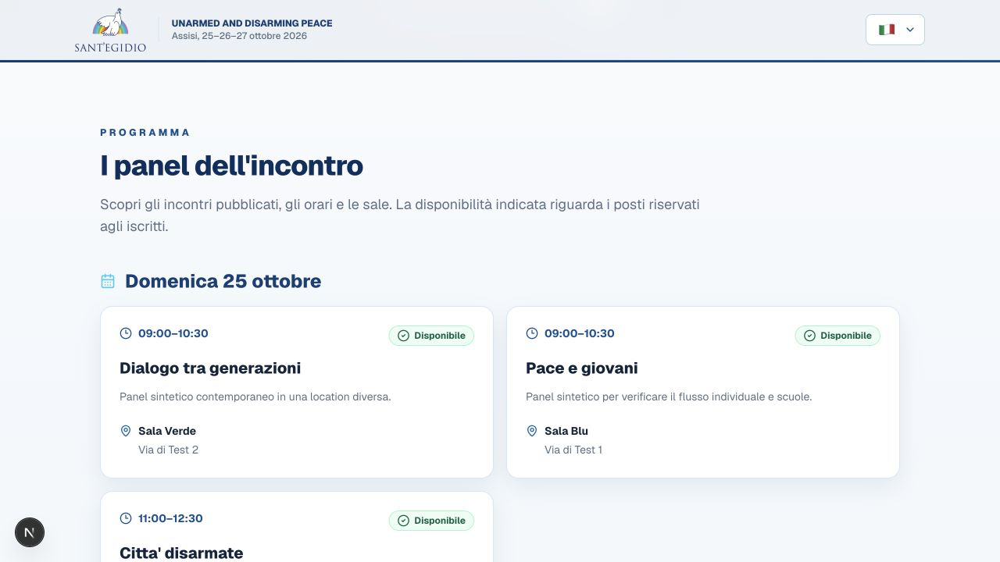 SANT'EGIDIO
UNARMED AND DISARMING PEACE
Assisi, 25–26–27 ottobre 2026
PROGRAMMA
I panel dell'incontro
Scopri gli incontri pubblicati, gli orari e le sale. La disponibilità indicata riguarda i posti riservati
agli iscritti.
Domenica 25 ottobre
09:00–10:30
Disponibile
Dialogo tra generazioni
Panel sintetico contemporaneo in una location diversa.
Sala Verde
Via di Test 2
09:00–10:30
Disponibile
Pace e giovani
Panel sintetico per verificare il flusso individuale e scuole.
Sala Blu
Via di Test 1
11:00–12:30
Disponibile
Citta' disarmate
N